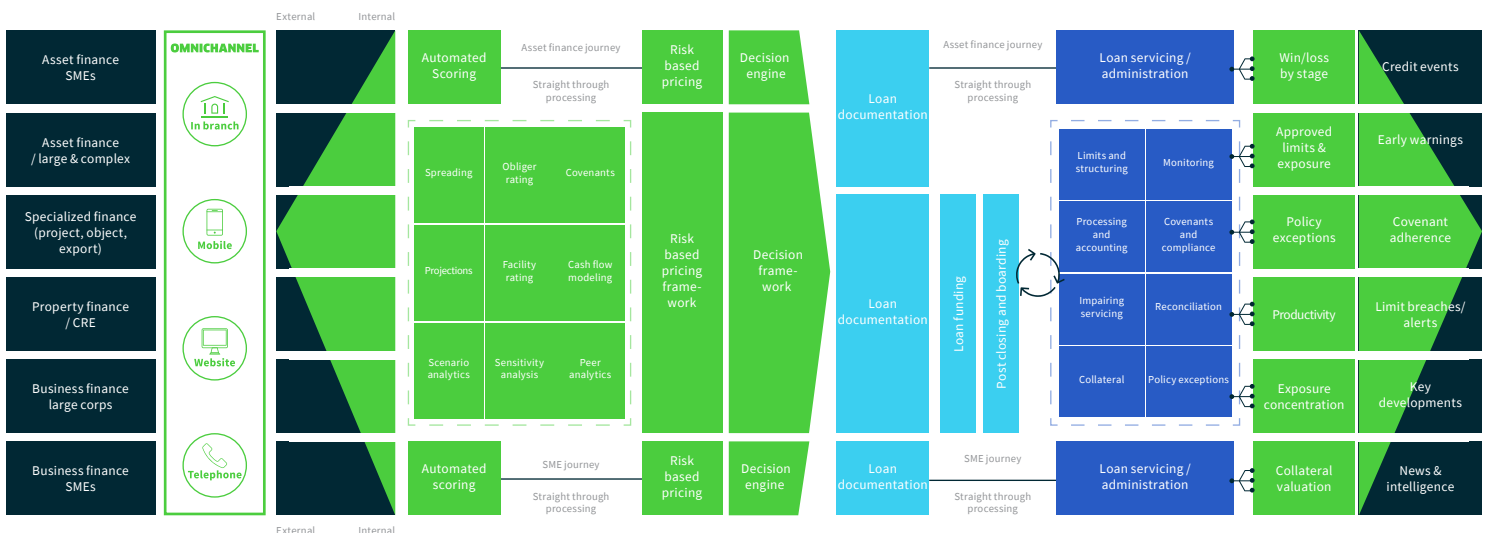 External
Internal
Asset finance
SMEs
Asset finance
/ large & complex
Specialized finance
(project, object,
export)
Property finance
/ CRE
Business finance
large corps
Business finance
SMEs
OMNICHANNEL
In branch
Mobile
Website
Telephone
External
Internal
Automated
Scoring
Asset finance journey
Straight through
processing
Risk
based
pricing
Decision
engine
Spreading
Obliger
rating
Covenants
Projections
Facility
rating
Cash flow
modeling
Scenario
analytics
Sensitivity
analysis
Peer
analytics
Risk
based
pricing
frame-
work
Decision
frame-
work
Automated
scoring
SME journey
Straight through
processing
Risk
based
pricing
Decision
engine
Loan
documentation
Asset finance journey
Straight through
processing
Loan servicing /
administration
Loan
documentation
Loan funding
Post closing and boarding
Limits and
structuring
Monitoring
Processing
and
accounting
Covenants
and
compliance
Impairing
servicing
Reconciliation
Collateral
Policy exceptions
Loan
documentation
SME journey
Straight through
processing
Loan servicing /
administration
Win/loss
by stage
Credit events
Approved
limits &
exposure
Early warnings
Policy
exceptions
Covenant
adherence
Productivity
Limit breaches/
alerts
Exposure
concentration
Key
developments
Collateral
valuation
News &
intelligence